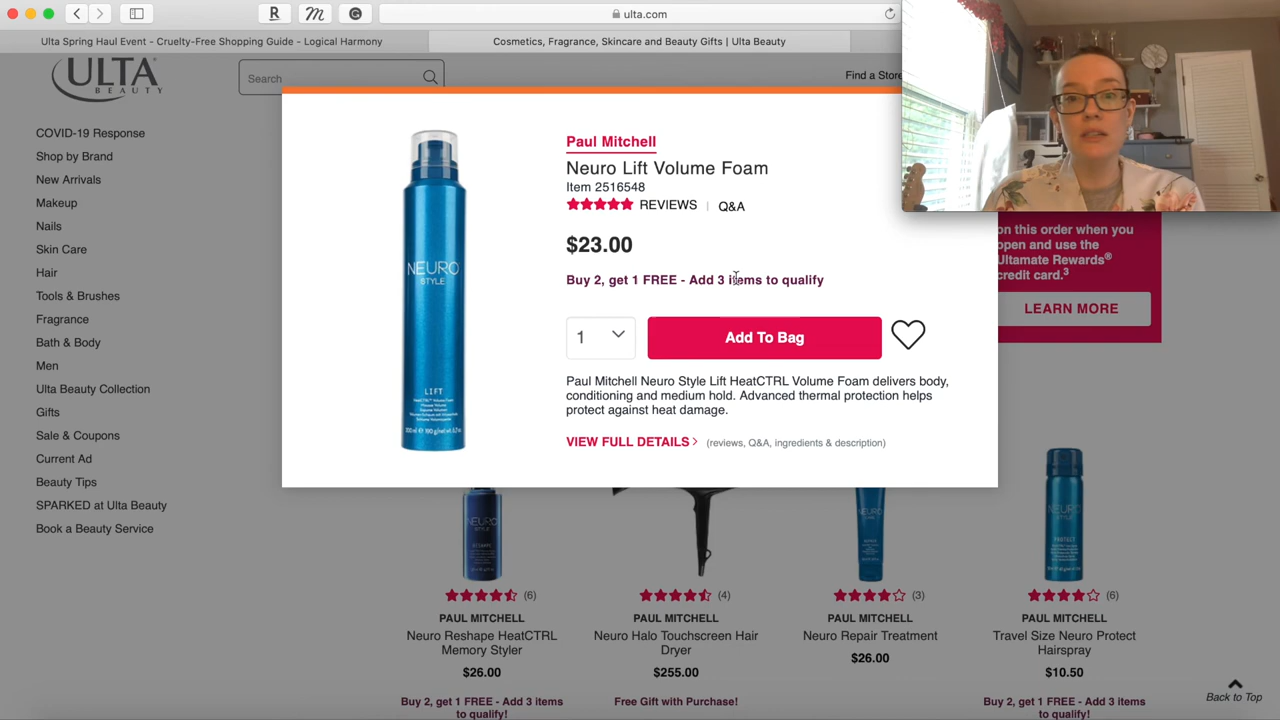 ulta.com
Ulta Spring Haul Event - Cruelty-Free Shopping Guide - Logical Harmony
Cosmetics, Fragrance, Skincare and Beauty Gifts | Ulta Beauty
ULTA
BEAUTY
Search
Find a Store
COVID-19 Response
Shop by Brand
New Arrivals
Makeup
Nails
Skin Care
Hair
Tools & Brushes
Fragrance
Bath & Body
Men
Ulta Beauty Collection
Gifts
Sale & Coupons
Current Ad
Beauty Tips
SPARKED at Ulta Beauty
Book a Beauty Service
NEURO
STYLE
LIFT
Paul Mitchell
Neuro Lift Volume Foam
Item 2516548
REVIEWS | Q&A
$23.00
Buy 2, get 1 FREE - Add 3 items to qualify
1
Add To Bag
Paul Mitchell Neuro Style Lift HeatCTRL Volume Foam delivers body,
conditioning and medium hold. Advanced thermal protection helps
protect against heat damage.
VIEW FULL DETAILS > (reviews, Q&A, ingredients & description)
on this order when you
open and use the
Ultamate Rewards®
credit card.3
LEARN MORE
(6)
PAUL MITCHELL
Neuro Reshape HeatCTRL
Memory Styler
$26.00
Buy 2, get 1 FREE - Add 3 items
to qualify!
(4)
PAUL MITCHELL
Neuro Halo Touchscreen Hair
Dryer
$255.00
Free Gift with Purchase!
(3)
PAUL MITCHELL
Neuro Repair Treatment
$26.00
(6)
PAUL MITCHELL
Travel Size Neuro Protect
Hairspray
$10.50
Buy 2, get 1 FREE - Add 3 items
to qualify!
Back to Top